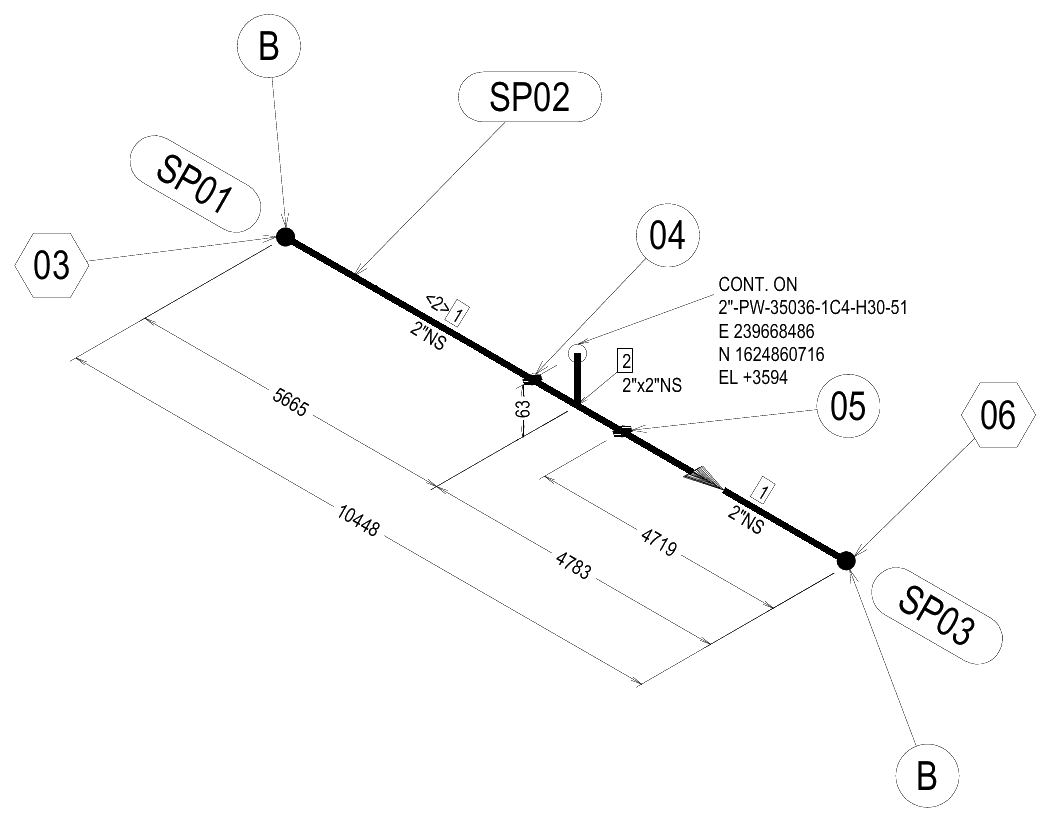 B
SP02
SP01
03
04
<2> 1
2"NS
CONT. ON
2"-PW-35036-1C4-H30-51
E 239668486
N 1624860716
EL +3594
2
2"x2"NS
63
05
06
5665
10448
4719
4783
1
2"NS
SP03
B